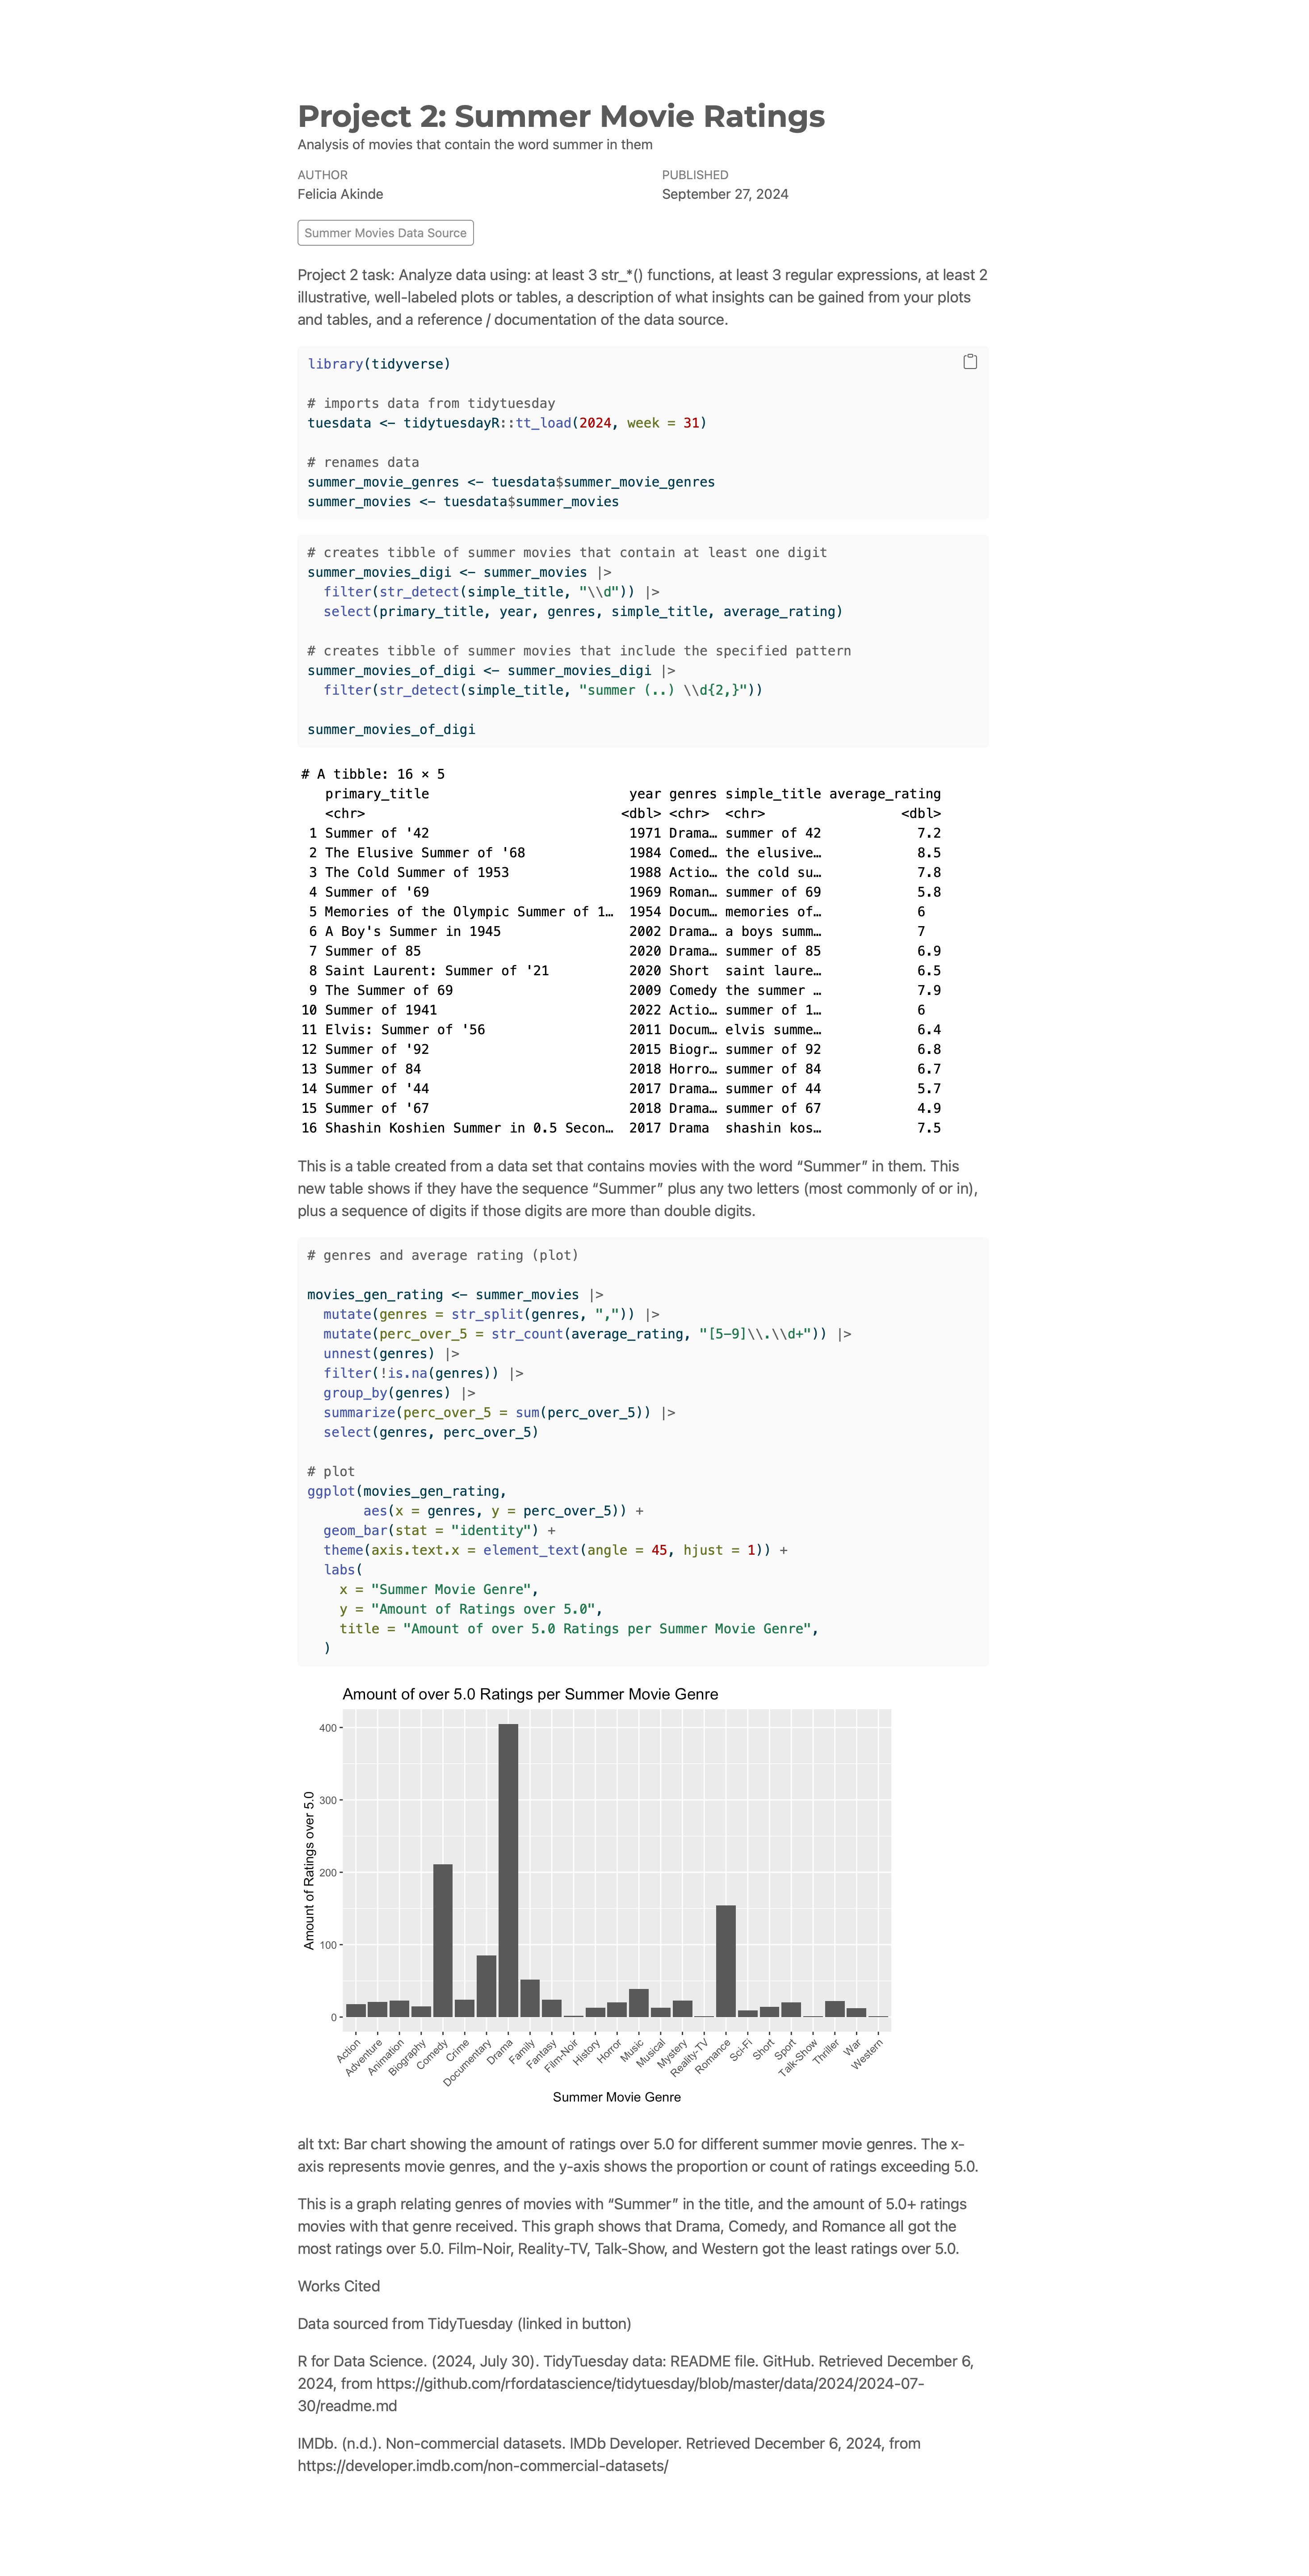 Project 2: Summer Movie Ratings
Analysis of movies that contain the word summer in them
AUTHOR
Felicia Akinde
PUBLISHED
September 27, 2024
Summer Movies Data Source
Project 2 task: Analyze data using: at least 3 str_*() functions, at least 3 regular expressions, at least 2
illustrative, well-labeled plots or tables, a description of what insights can be gained from your plots
and tables, and a reference / documentation of the data source.
library(tidyverse)
# imports data from tidytuesday
tuesdata <- tidytuesdayR::tt_load(2024, week = 31)
# renames data
summer_movie_genres <- tuesdata$summer_movie_genres
summer_movies <- tuesdata$summer_movies
# creates tibble of summer movies that contain at least one digit
summer_movies_digi <- summer_movies |>
  filter(str_detect(simple_title, "\\d")) |>
  select(primary_title, year, genres, simple_title, average_rating)
# creates tibble of summer movies that include the specified pattern
summer_movies_of_digi <- summer_movies_digi |>
  filter(str_detect(simple_title, "summer (..) \\d{2,}"))
summer_movies_of_digi
# A tibble: 16 × 5
   primary_title                         year genres simple_title average_rating
   <chr>                                <dbl> <chr>  <chr>                 <dbl>
 1 Summer of '42                         1971 Drama… summer of 42            7.2
 2 The Elusive Summer of '68             1984 Comed… the elusive…            8.5
 3 The Cold Summer of 1953               1988 Actio… the cold su…            7.8
 4 Summer of '69                         1969 Roman… summer of 69            5.8
 5 Memories of the Olympic Summer of 1…  1954 Docum… memories of…            6
 6 A Boy's Summer in 1945                2002 Drama… a boys summ…            7
 7 Summer of 85                          2020 Drama… summer of 85            6.9
 8 Saint Laurent: Summer of '21          2020 Short  saint laure…            6.5
 9 The Summer of 69                      2009 Comedy the summer …            7.9
10 Summer of 1941                        2022 Actio… summer of 1…            6
11 Elvis: Summer of '56                  2011 Docum… elvis summe…            6.4
12 Summer of '92                         2015 Biogr… summer of 92            6.8
13 Summer of 84                          2018 Horro… summer of 84            6.7
14 Summer of '44                         2017 Drama… summer of 44            5.7
15 Summer of '67                         2018 Drama… summer of 67            4.9
16 Shashin Koshien Summer in 0.5 Secon…  2017 Drama  shashin kos…            7.5
This is a table created from a data set that contains movies with the word “Summer” in them. This
new table shows if they have the sequence “Summer” plus any two letters (most commonly of or in),
plus a sequence of digits if those digits are more than double digits.
# genres and average rating (plot)
movies_gen_rating <- summer_movies |>
  mutate(genres = str_split(genres, ",")) |>
  mutate(perc_over_5 = str_count(average_rating, "[5-9]\\.\\d+")) |>
  unnest(genres) |>
  filter(!is.na(genres)) |>
  group_by(genres) |>
  summarize(perc_over_5 = sum(perc_over_5)) |>
  select(genres, perc_over_5)
# plot
ggplot(movies_gen_rating,
       aes(x = genres, y = perc_over_5)) +
  geom_bar(stat = "identity") +
  theme(axis.text.x = element_text(angle = 45, hjust = 1)) +
  labs(
    x = "Summer Movie Genre",
    y = "Amount of Ratings over 5.0",
    title = "Amount of over 5.0 Ratings per Summer Movie Genre",
  )
Amount of over 5.0 Ratings per Summer Movie Genre
Amount of Ratings over 5.0
400
300
200
100
0
Action
Adventure
Animation
Biography
Comedy
Crime
Documentary
Drama
Family
Fantasy
Film-Noir
History
Horror
Music
Musical
Mystery
Reality-TV
Romance
Sci-Fi
Short
Sport
Talk-Show
Thriller
War
Western
Summer Movie Genre
alt txt: Bar chart showing the amount of ratings over 5.0 for different summer movie genres. The x-
axis represents movie genres, and the y-axis shows the proportion or count of ratings exceeding 5.0.
This is a graph relating genres of movies with “Summer” in the title, and the amount of 5.0+ ratings
movies with that genre received. This graph shows that Drama, Comedy, and Romance all got the
most ratings over 5.0. Film-Noir, Reality-TV, Talk-Show, and Western got the least ratings over 5.0.
Works Cited
Data sourced from TidyTuesday (linked in button)
R for Data Science. (2024, July 30). TidyTuesday data: README file. GitHub. Retrieved December 6,
2024, from https://github.com/rfordatascience/tidytuesday/blob/master/data/2024/2024-07-
30/readme.md
IMDb. (n.d.). Non-commercial datasets. IMDb Developer. Retrieved December 6, 2024, from
https://developer.imdb.com/non-commercial-datasets/